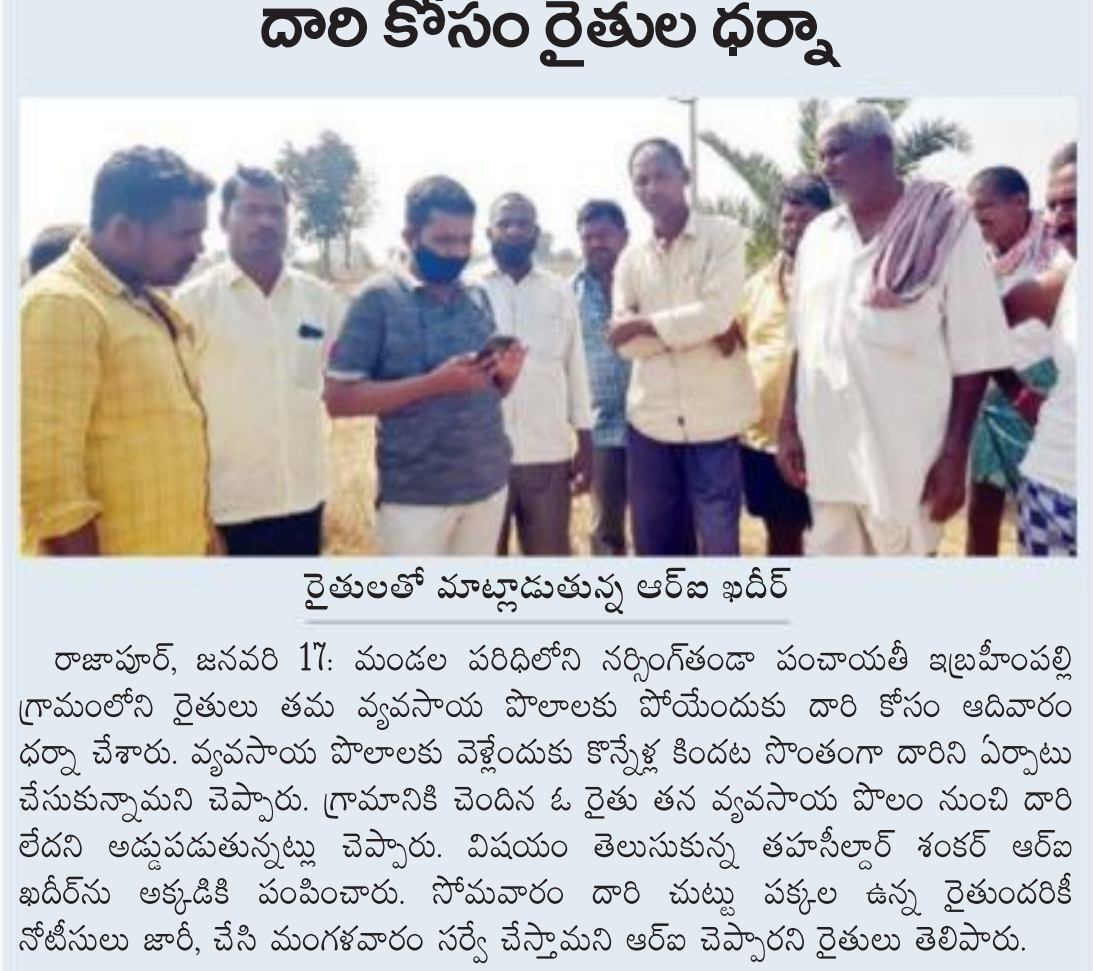 దారి కోసం రైతుల ధర్నా
రైతులతో మాట్లాడుతున్న ఆర్ఐ ఖదీర్
రాజాపూర్, జనవరి 17: మండల పరిధిలోని నర్సింగ్‌తండా పంచాయతీ ఇబ్రహీంపల్లి
గ్రామంలోని రైతులు తమ వ్యవసాయ పొలాలకు పోయేందుకు దారి కోసం ఆదివారం
ధర్నా చేశారు. వ్యవసాయ పొలాలకు వెళ్లేందుకు కొన్నేళ్ల కిందట సొంతంగా దారిని ఏర్పాటు
చేసుకున్నామని చెప్పారు. గ్రామానికి చెందిన ఓ రైతు తన వ్యవసాయ పొలం నుంచి దారి
లేదని అడ్డుపడుతున్నట్లు చెప్పారు. విషయం తెలుసుకున్న తహసీల్దార్ శంకర్ ఆర్ఐ
ఖదీర్‌ను అక్కడికి పంపించారు. సోమవారం దారి చుట్టు పక్కల ఉన్న రైతుందరికీ
నోటీసులు జారీ, చేసి మంగళవారం సర్వే చేస్తామని ఆర్ఐ చెప్పారని రైతులు తెలిపారు.